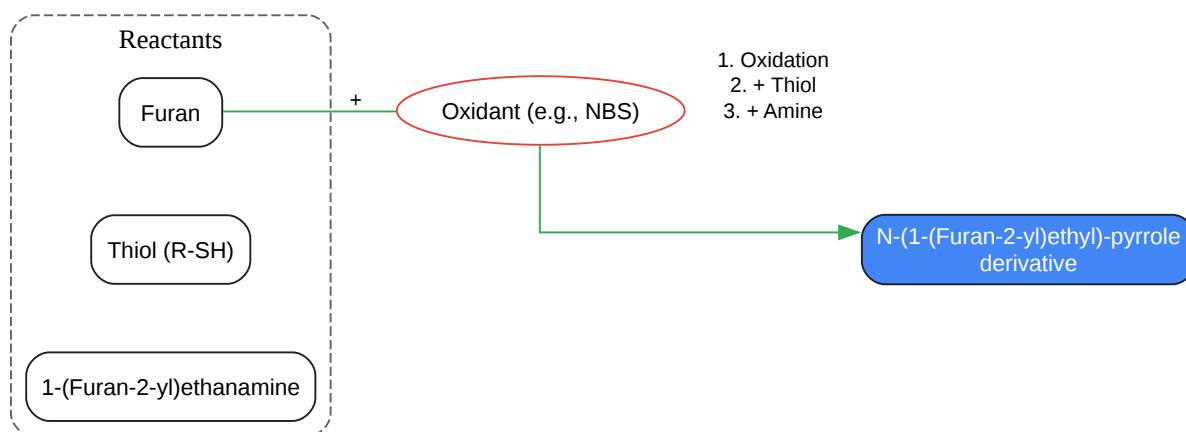 Reactants
Furan
+
Oxidant (e.g., NBS)
1. Oxidation
2. + Thiol
3. + Amine
Thiol (R-SH)
N-(1-(Furan-2-yl)ethyl)-pyrrole
derivative
1-(Furan-2-yl)ethanamine